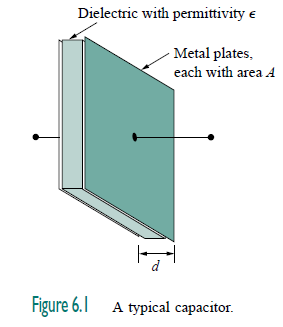 Dielectric with permittivity ϵ
Metal plates,
each with area A
d
Figure 6.1 A typical capacitor.